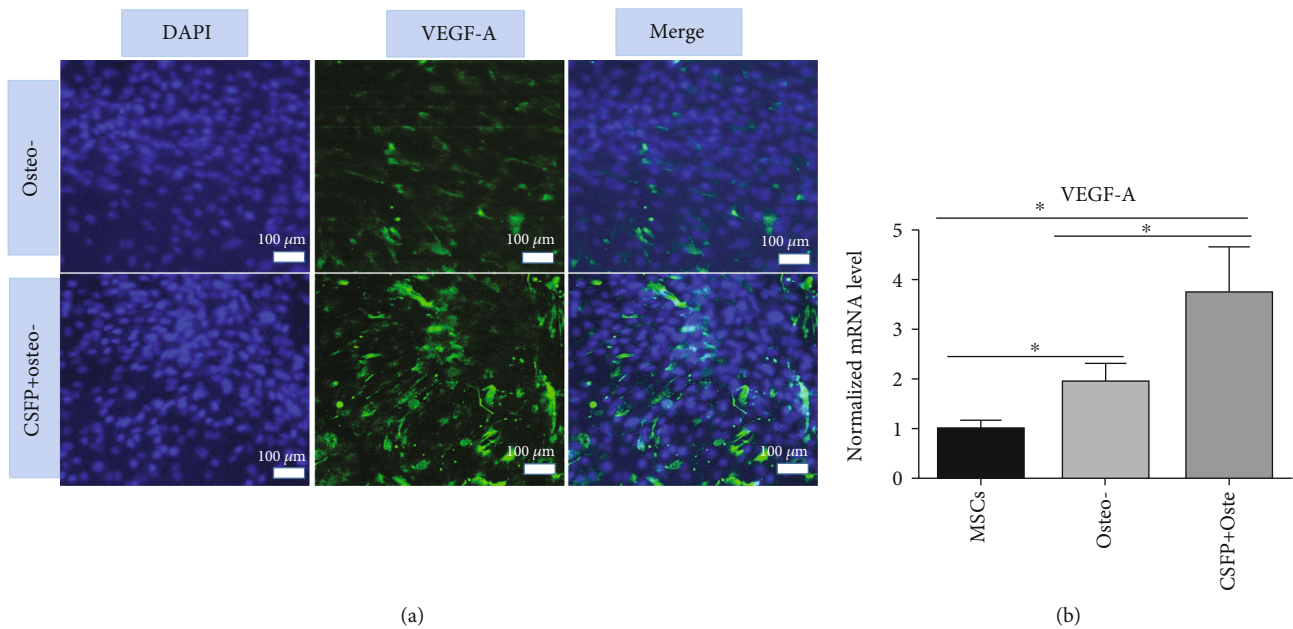 DAPI
VEGF-A
Merge
Osteo-
100 µm
100 µm
100 µm
CSFP+osteo-
100 µm
100 µm
100 µm
(a)
VEGF-A
*
*
*
Normalized mRNA level
5
4
3
2
1
0
MSCs
Osteo-
CSFP+Oste
(b)